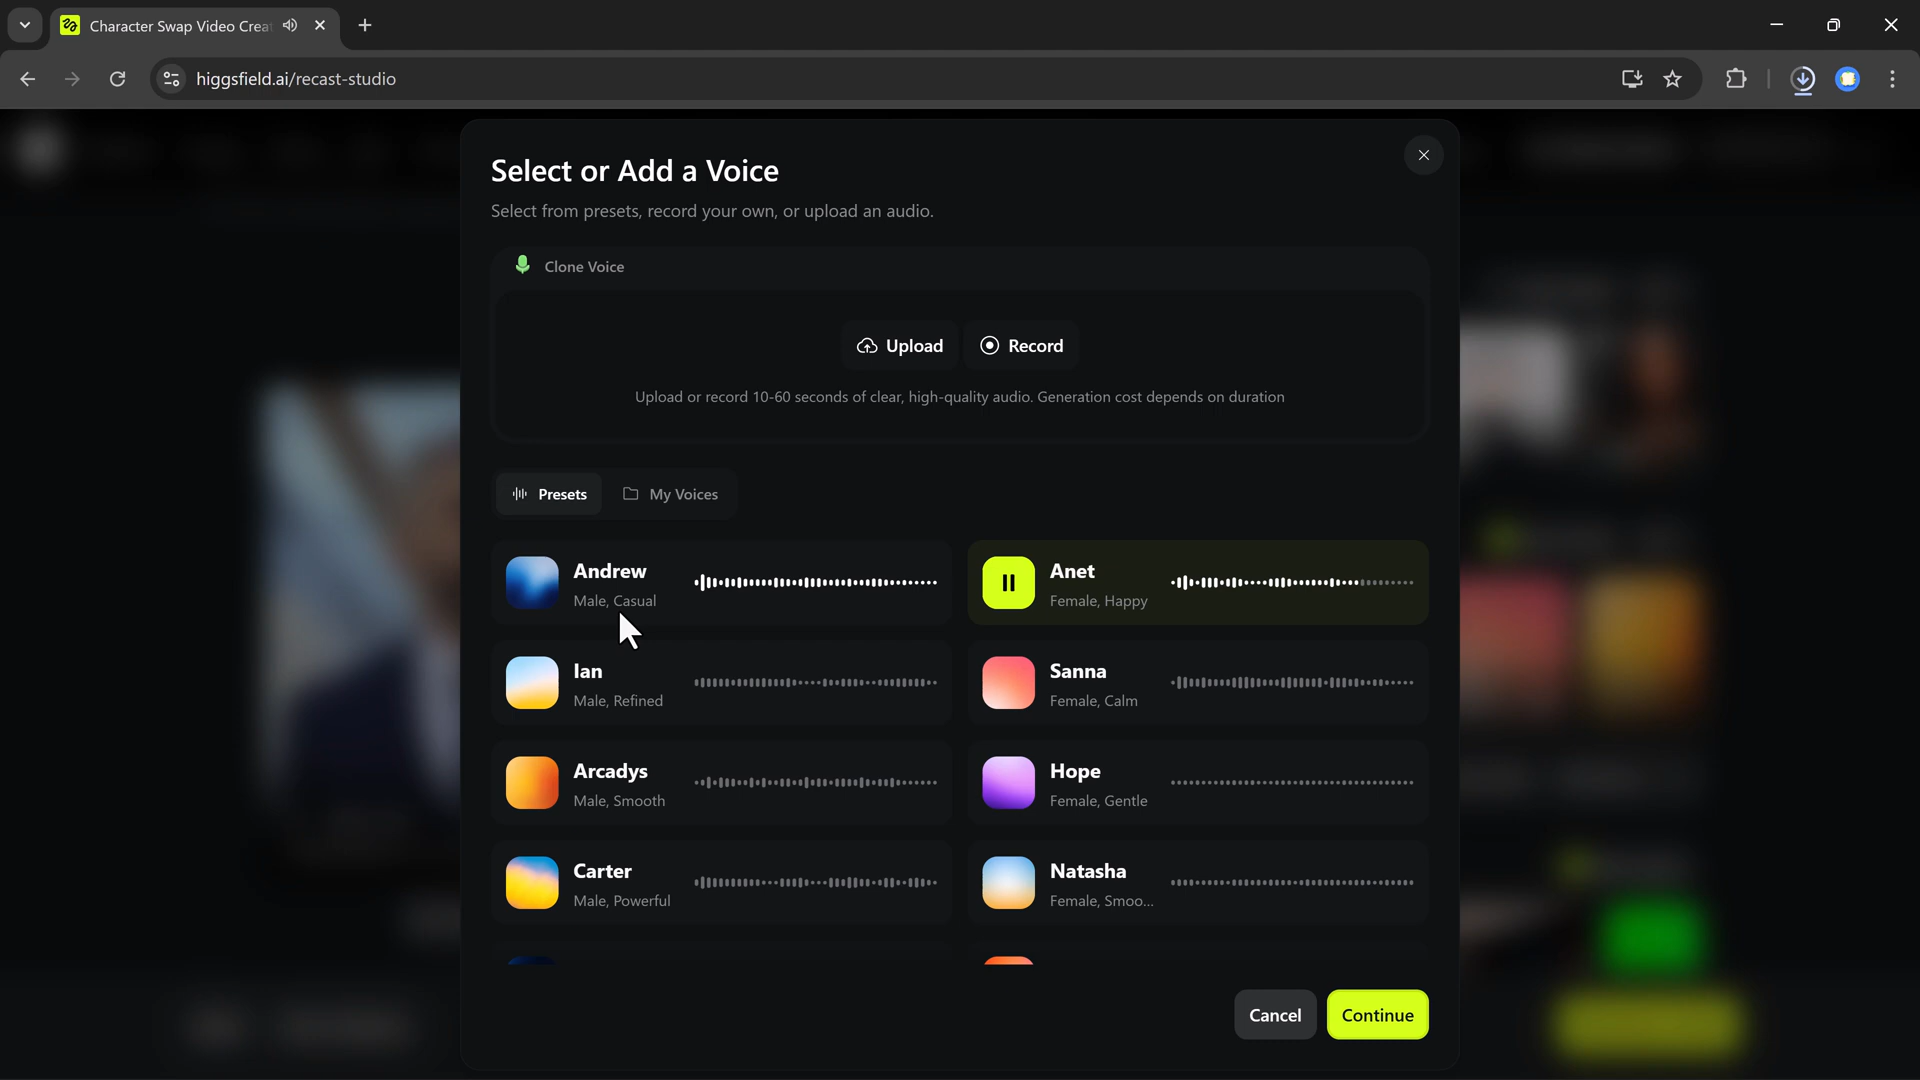 Character Swap Video Crea
higgsfield.ai/recast-studio
Select or Add a Voice
Select from presets, record your own, or upload an audio.
Clone Voice
Upload
Record
Upload or record 10-60 seconds of clear, high-quality audio. Generation cost depends on duration
Presets
My Voices
Andrew
Male, Casual
Anet
Female, Happy
Ian
Male, Refined
Sanna
Female, Calm
Arcadys
Male, Smooth
Hope
Female, Gentle
Carter
Male, Powerful
Natasha
Female, Smoo...
Cancel
Continue